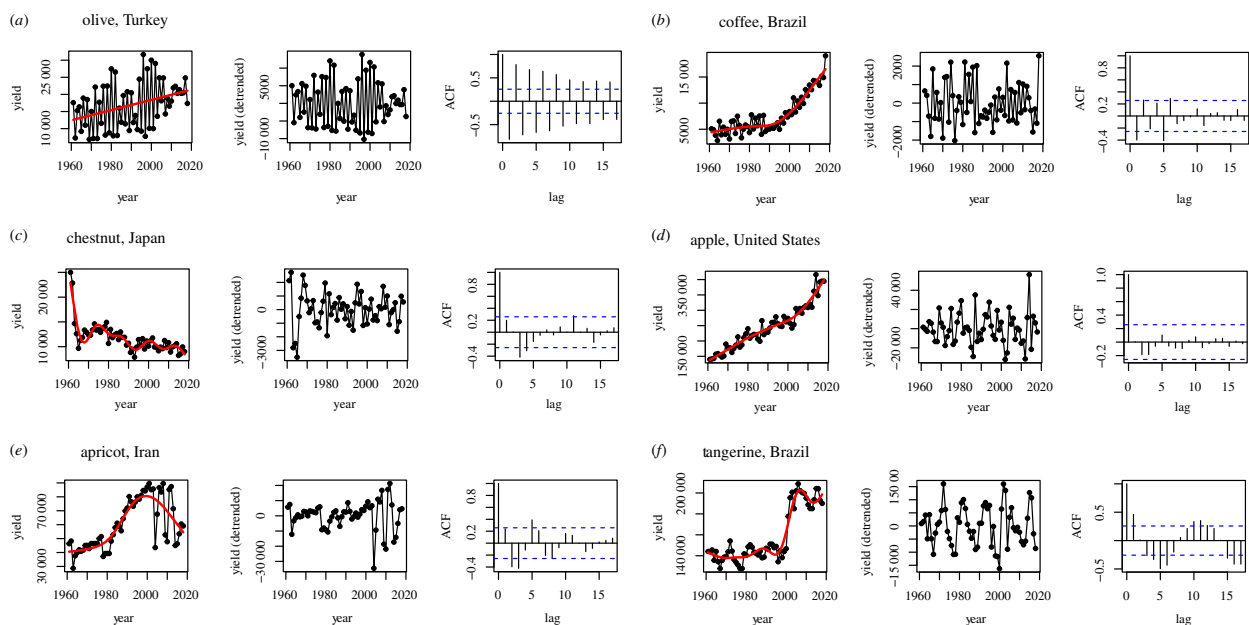 (a) olive, Turkey
yield
10 000
25 000
1960 1980 2000 2020
year
yield (detrended)
−10 000
5000
1960 1980 2000 2020
year
ACF
−0.5
0.5
0 5 10 15
lag
(b) coffee, Brazil
yield
5000
15 000
1960 1980 2000 2020
year
yield (detrended)
−2000
0
2000
1960 1980 2000 2020
year
ACF
−0.4
0.2
0.8
0 5 10 15
lag
(c) chestnut, Japan
yield
10 000
20 000
1960 1980 2000 2020
year
yield (detrended)
−3000
0
1960 1980 2000 2020
year
ACF
−0.4
0.2
0.8
0 5 10 15
lag
(d) apple, United States
yield
150 000
350 000
1960 1980 2000 2020
year
yield (detrended)
−20 000
40 000
1960 1980 2000 2020
year
ACF
−0.2
0.4
1.0
0 5 10 15
lag
(e) apricot, Iran
yield
30 000
70 000
1960 1980 2000 2020
year
yield (detrended)
−30 000
0
1960 1980 2000 2020
year
ACF
−0.4
0.2
0.8
0 5 10 15
lag
(f) tangerine, Brazil
yield
140 000
200 000
1960 1980 2000 2020
year
yield (detrended)
−15 000
0
150 00
1960 1980 2000 2020
year
ACF
−0.5
0.5
0 5 10 15
lag